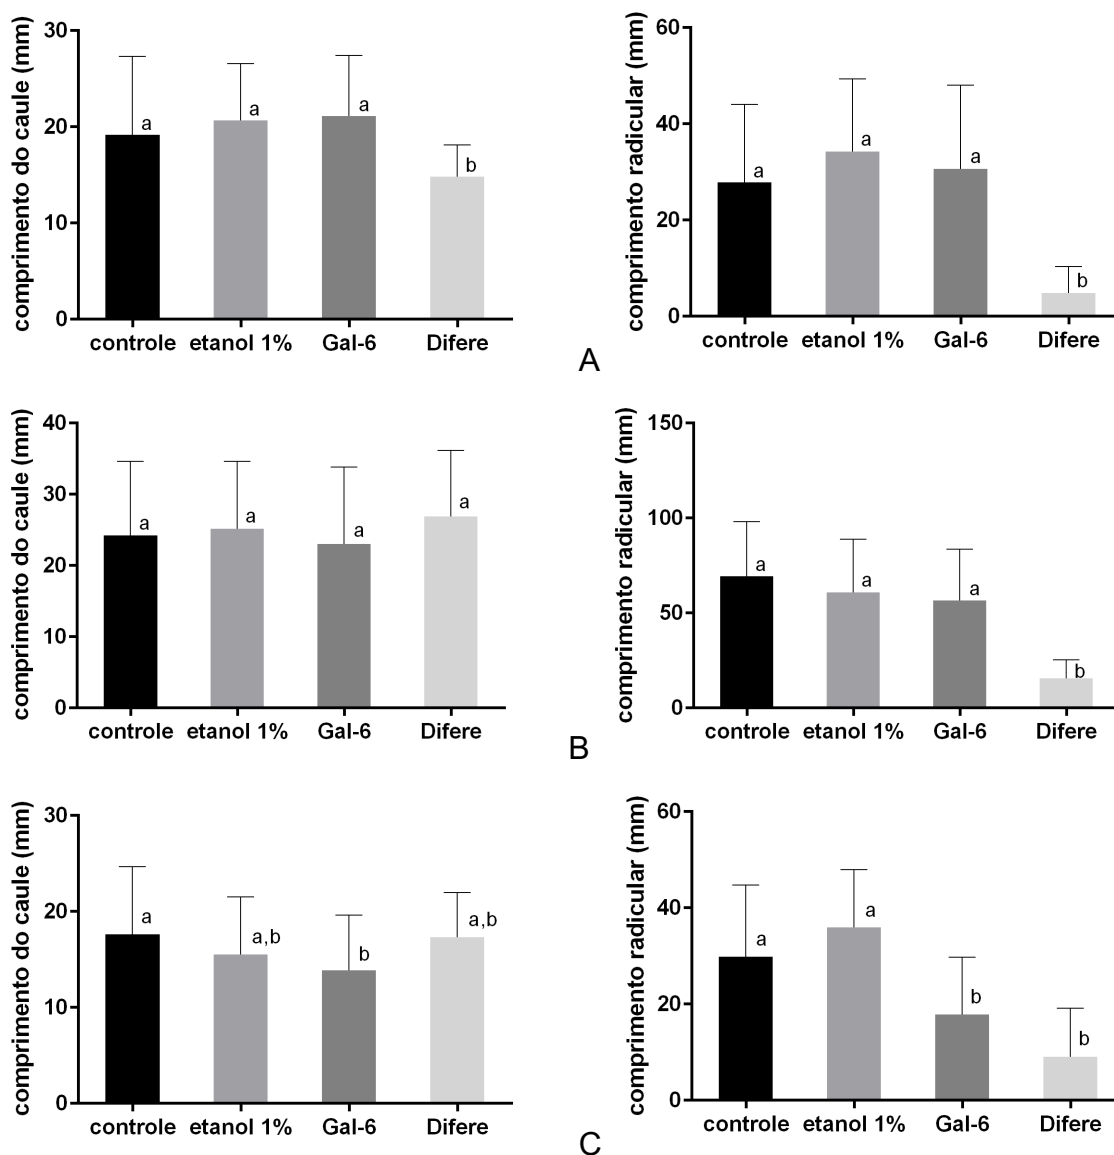 comprimento do caule (mm)
30
20
10
0
a
a
a
b
controle etanol 1% Gal-6 Difere
comprimento radicular (mm)
60
40
20
0
a
a
a
b
controle etanol 1% Gal-6 Difere
A
comprimento do caule (mm)
40
30
20
10
0
a
a
a
a
controle etanol 1% Gal-6 Difere
comprimento radicular (mm)
150
100
50
0
a
a
a
b
controle etanol 1% Gal-6 Difere
B
comprimento do caule (mm)
30
20
10
0
a
a,b
b
a,b
controle etanol 1% Gal-6 Difere
comprimento radicular (mm)
60
40
20
0
a
a
b
b
controle etanol 1% Gal-6 Difere
C